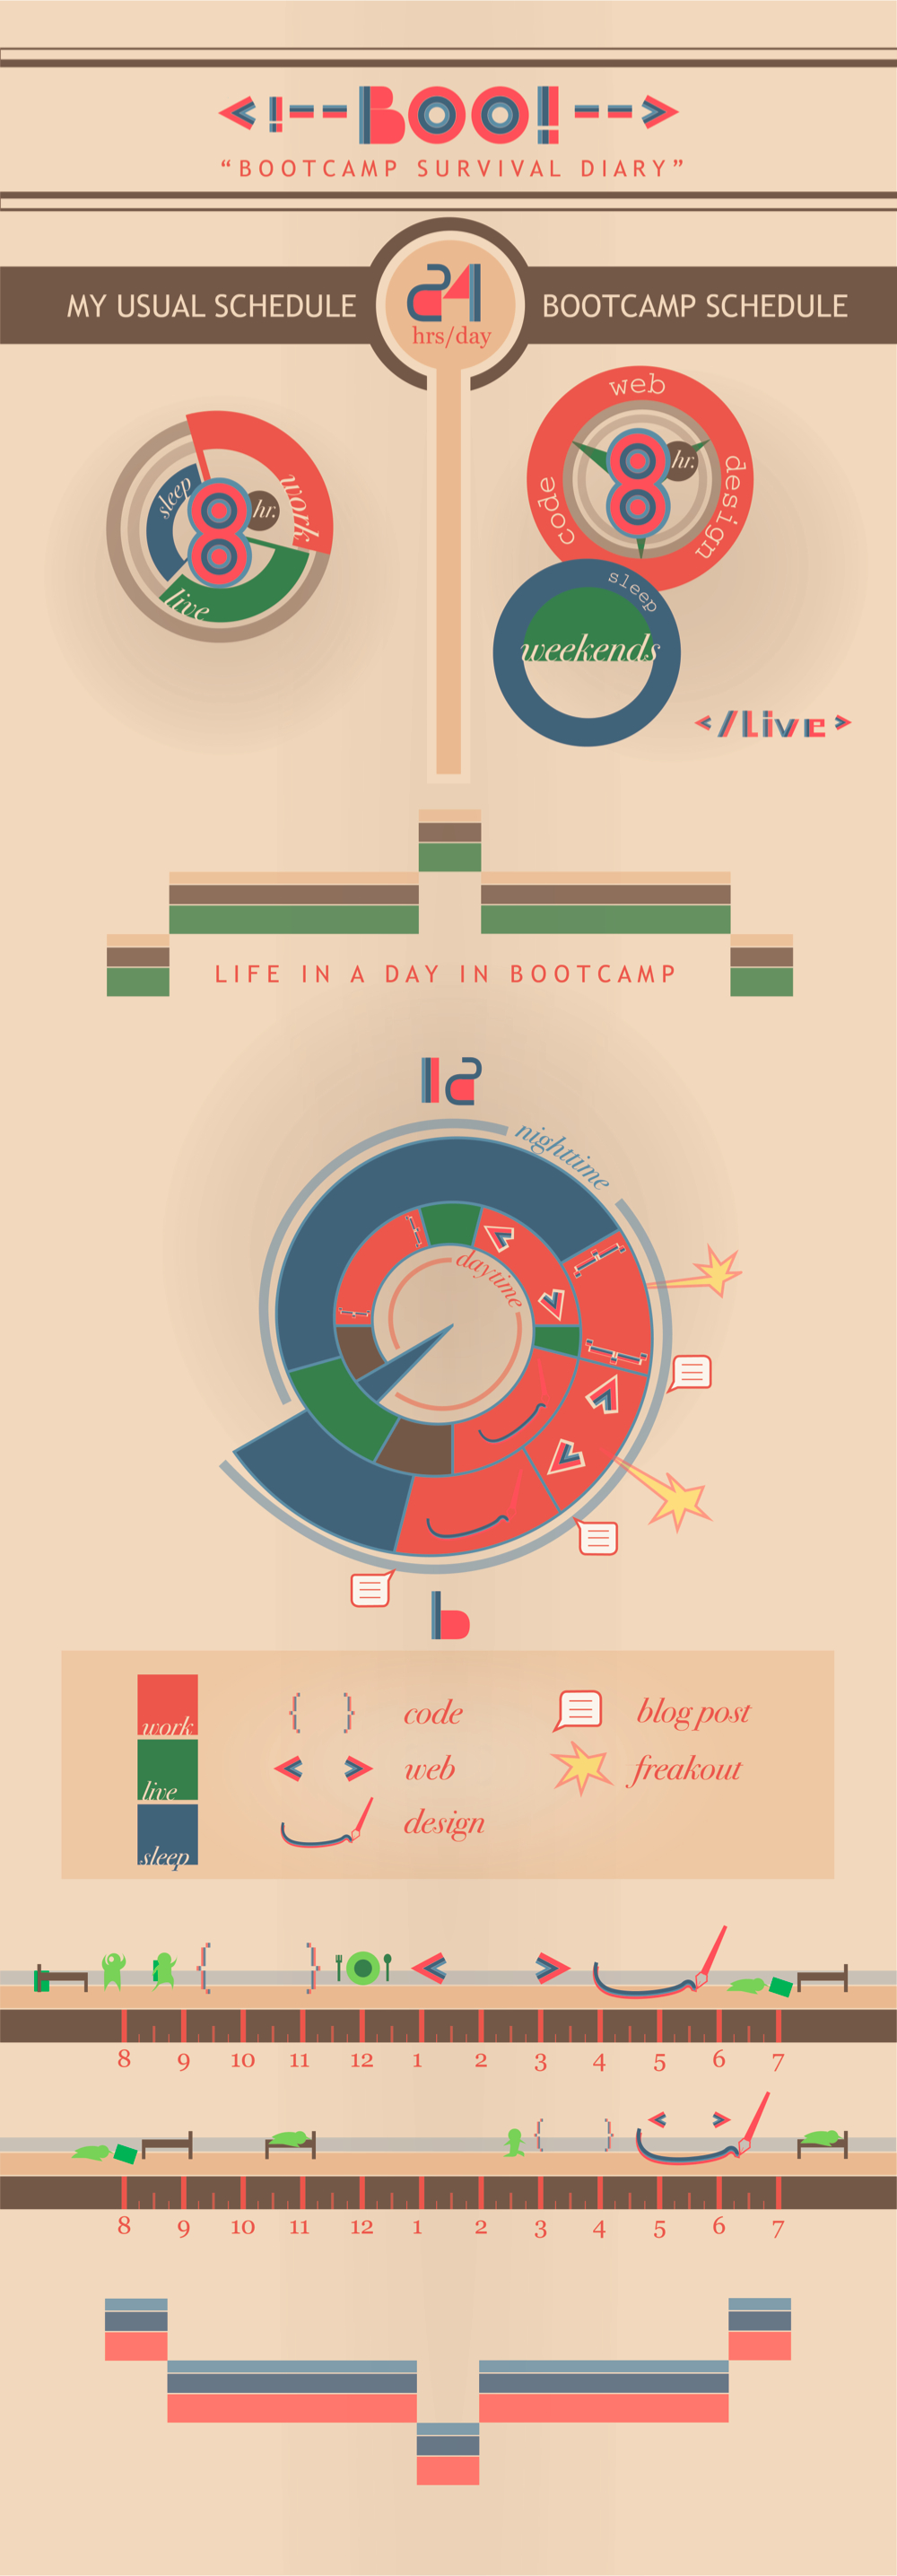 <!--BOO!-->
“BOOTCAMP SURVIVAL DIARY”
MY USUAL SCHEDULE
24
hrs/day
BOOTCAMP SCHEDULE
sleep
work
live
8
hr.
web
design
code
8
hr.
sleep
weekends
</live>
LIFE IN A DAY IN BOOTCAMP
12
nighttime
daytime
6
work
live
sleep
{ } code
< > web
design
blog post
freakout
{ } < >
8 9 10 11 12 1 2 3 4 5 6 7
{ } < >
8 9 10 11 12 1 2 3 4 5 6 7